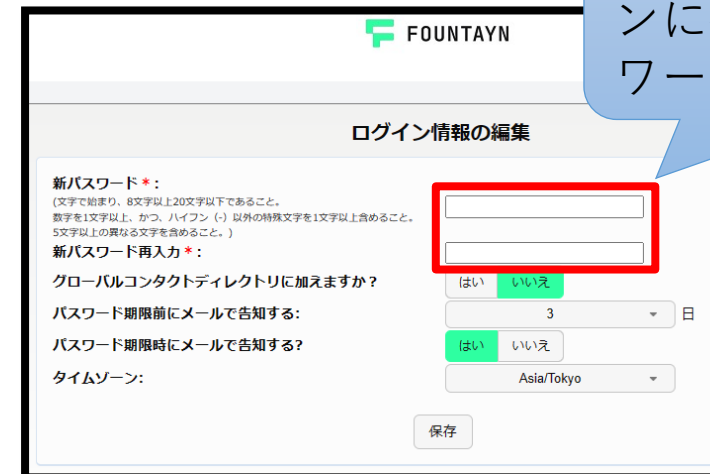 FOUNTAYN
ンに
ワー
ログイン情報の編集
新パスワード * :
(文字で始まり、8文字以上20文字以下であること。
数字を1文字以上、かつ、ハイフン (-) 以外の特殊文字を1文字以上含めること。
5文字以上の異なる文字を含めること。)
新パスワード再入力 * :
グローバルコンタクトディレクトリに加えますか？ はい いいえ
パスワード期限前にメールで告知する: 3 日
パスワード期限時にメールで告知する? はい いいえ
タイムゾーン: Asia/Tokyo
保存